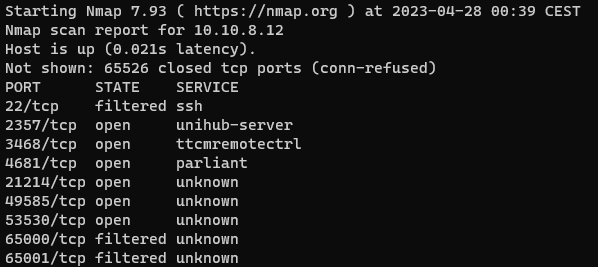 Starting Nmap 7.93 ( https://nmap.org ) at 2023-04-28 00:39 CEST
Nmap scan report for 10.10.8.12
Host is up (0.021s latency).
Not shown: 65526 closed tcp ports (conn-refused)
PORT      STATE    SERVICE
22/tcp    filtered ssh
2357/tcp  open     unihub-server
3468/tcp  open     ttcmremotectrl
4681/tcp  open     parliant
21214/tcp open     unknown
49585/tcp open     unknown
53530/tcp open     unknown
65000/tcp filtered unknown
65001/tcp filtered unknown